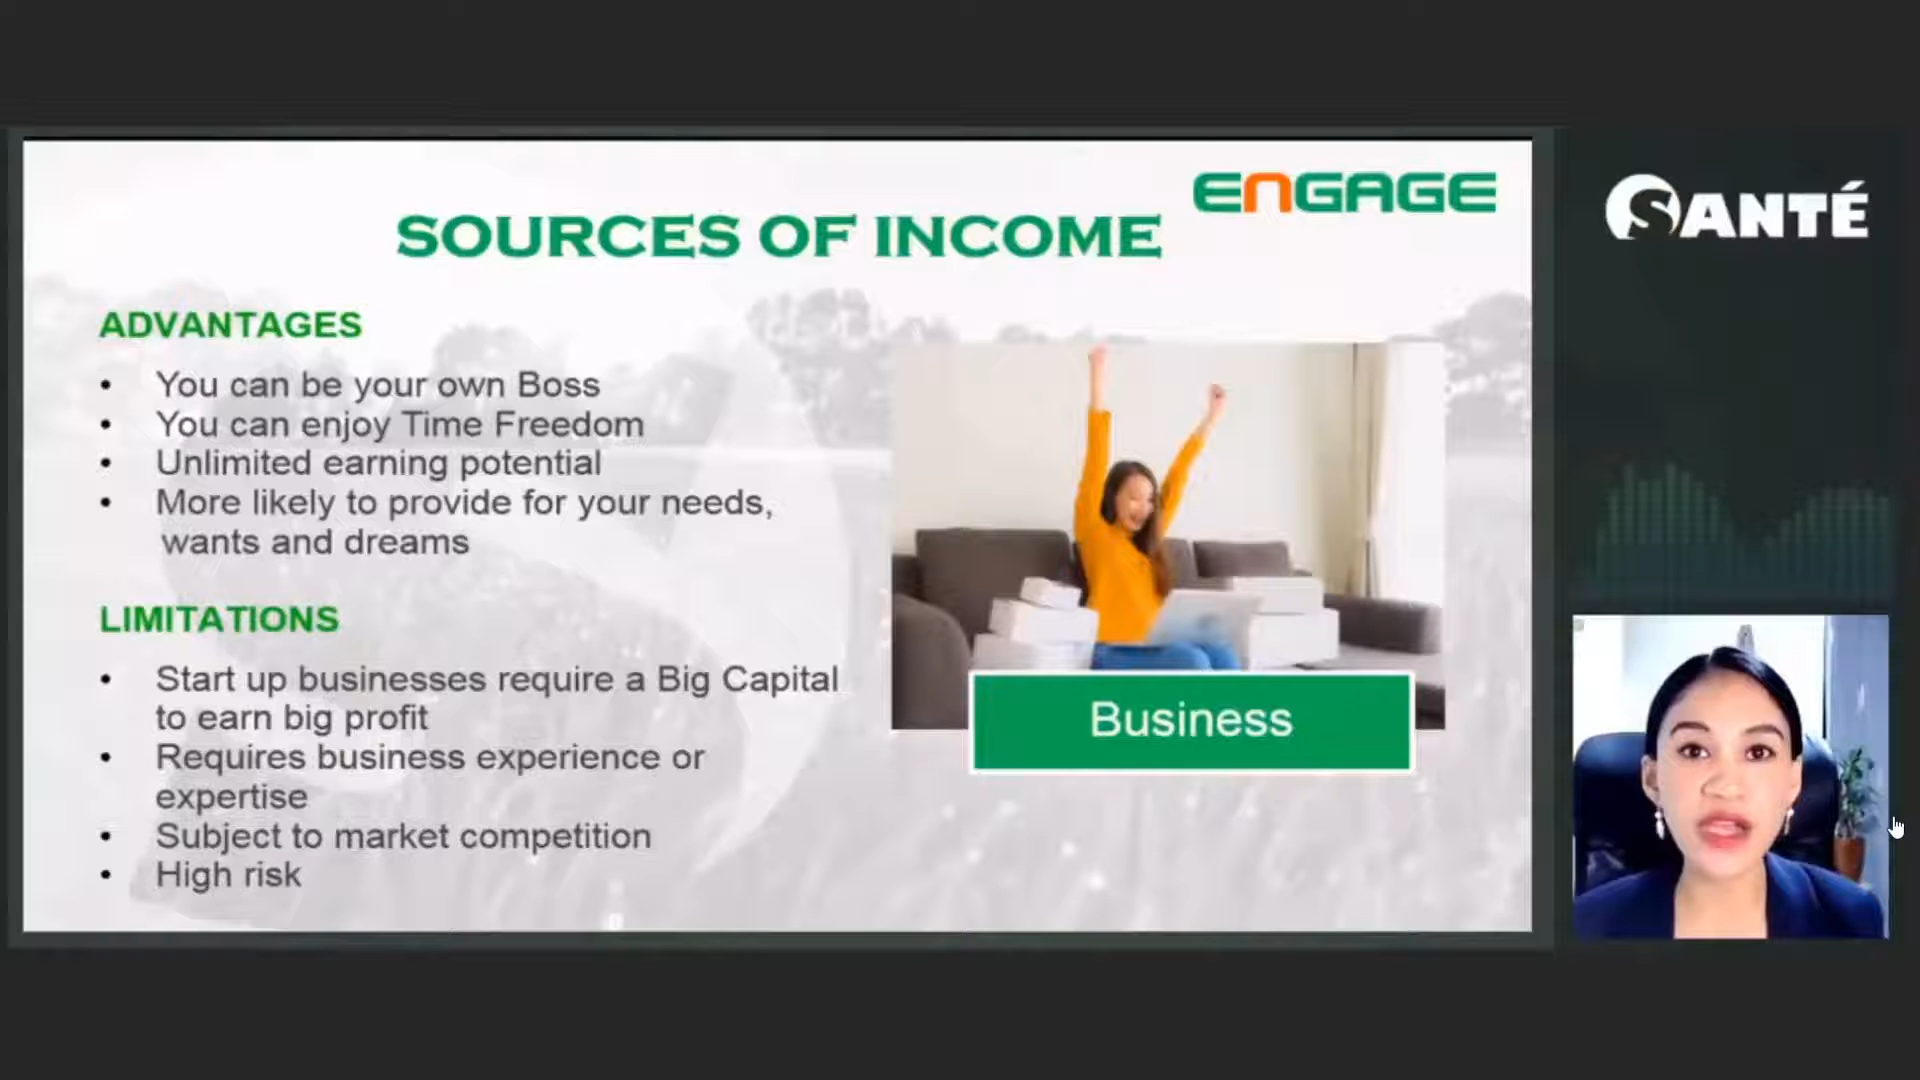 ENGAGE
SANTÉ
SOURCES OF INCOME
ADVANTAGES
• You can be your own Boss
• You can enjoy Time Freedom
• Unlimited earning potential
• More likely to provide for your needs,
wants and dreams
LIMITATIONS
• Start up businesses require a Big Capital
to earn big profit
• Requires business experience or
expertise
• Subject to market competition
• High risk
Business